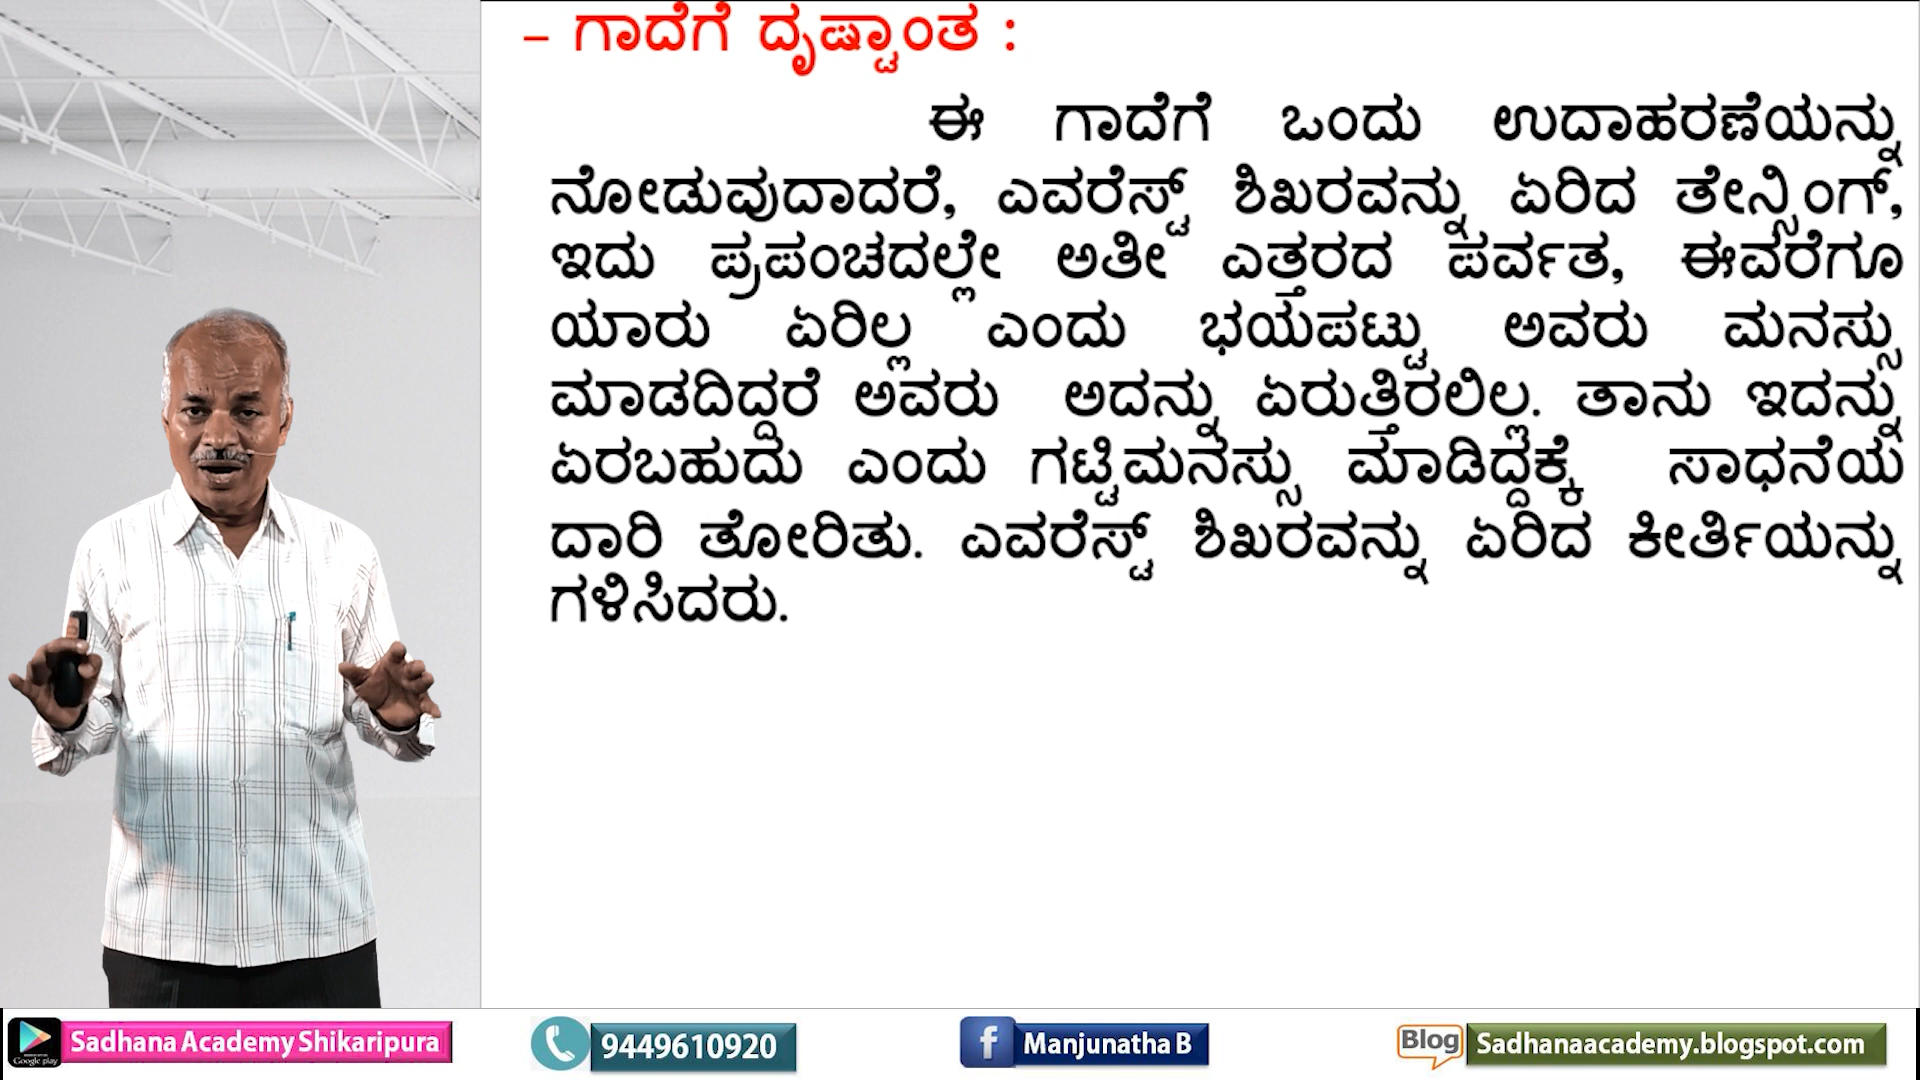 – ಗಾದೆಗೆ ದೃಷ್ಟಾಂತ :
ಈ ಗಾದೆಗೆ ಒಂದು ಉದಾಹರಣೆಯನ್ನು
ನೋಡುವುದಾದರೆ, ಎವರೆಸ್ಟ್ ಶಿಖರವನ್ನು ಏರಿದ ತೇನ್ಸಿಂಗ್,
ಇದು ಪ್ರಪಂಚದಲ್ಲೇ ಅತೀ ಎತ್ತರದ ಪರ್ವತ, ಈವರೆಗೂ
ಯಾರು ಏರಿಲ್ಲ ಎಂದು ಭಯಪಟ್ಟು ಅವರು ಮನಸ್ಸು
ಮಾಡದಿದ್ದರೆ ಅವರು ಅದನ್ನು ಏರುತ್ತಿರಲಿಲ್ಲ. ತಾನು ಇದನ್ನು
ಏರಬಹುದು ಎಂದು ಗಟ್ಟಿಮನಸ್ಸು ಮಾಡಿದ್ದಕ್ಕೆ ಸಾಧನೆಯ
ದಾರಿ ತೋರಿತು. ಎವರೆಸ್ಟ್ ಶಿಖರವನ್ನು ಏರಿದ ಕೀರ್ತಿಯನ್ನು
ಗಳಿಸಿದರು.
Google play Sadhana Academy Shikaripura 9449610920 f Manjunatha B Blog Sadhanaacademy.blogspot.com